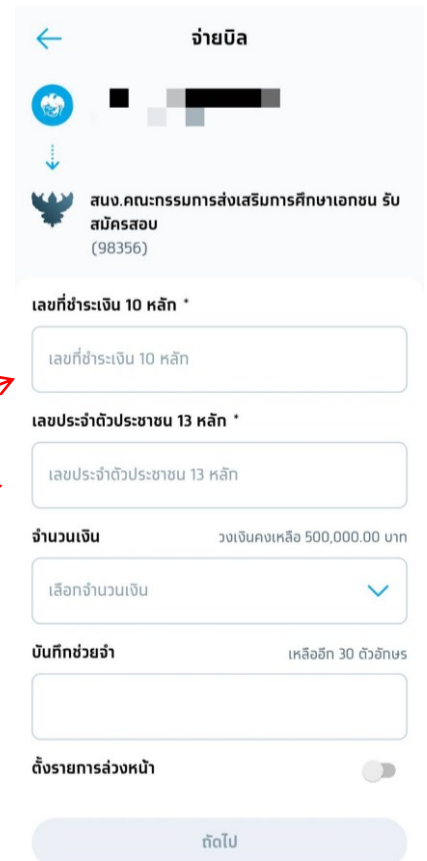 จ่ายบิล
สนง.คณะกรรมการส่งเสริมการศึกษาเอกชน รับ
สมัครสอบ
(98356)
เลขที่ชำระเงิน 10 หลัก *
เลขที่ชำระเงิน 10 หลัก
เลขประจำตัวประชาชน 13 หลัก *
เลขประจำตัวประชาชน 13 หลัก
จำนวนเงิน วงเงินคงเหลือ 500,000.00 บาท
เลือกจำนวนเงิน
บันทึกช่วยจำ เหลืออีก 30 ตัวอักษร
ตั้งรายการล่วงหน้า
ถัดไป